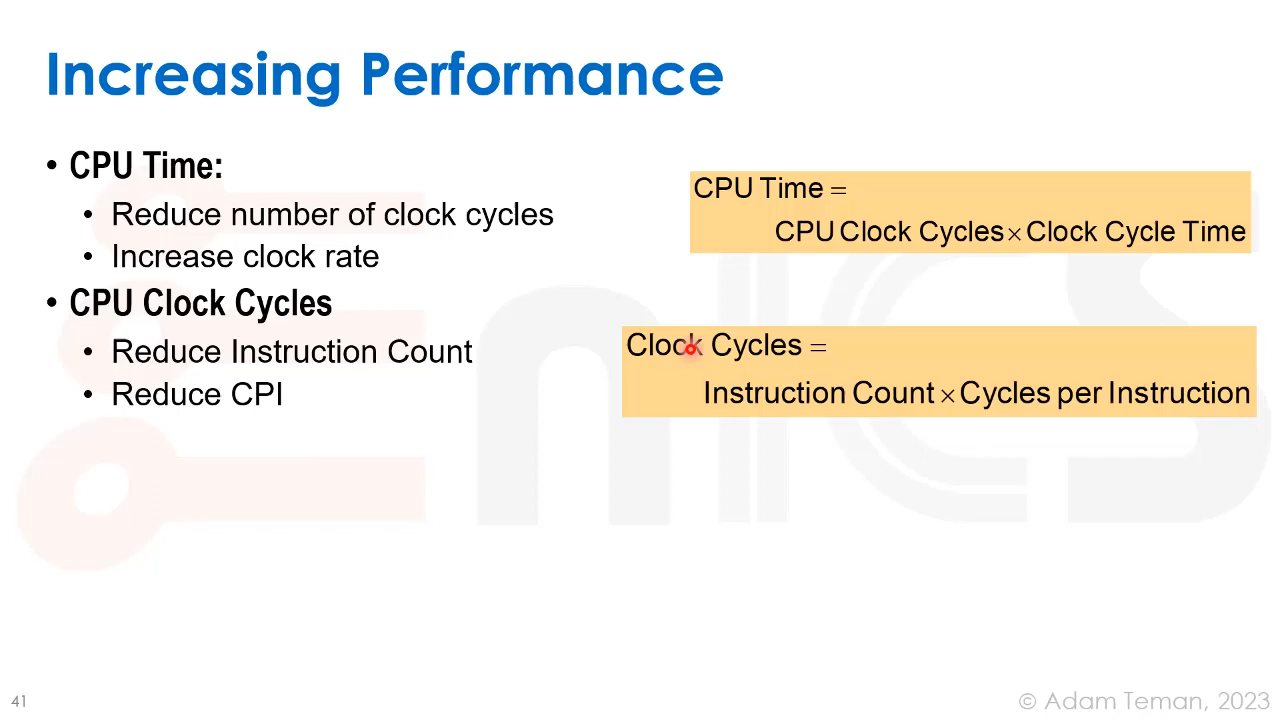 Increasing Performance
• CPU Time:
• Reduce number of clock cycles
• Increase clock rate
• CPU Clock Cycles
• Reduce Instruction Count
• Reduce CPI
CPU Time =
CPU Clock Cycles × Clock Cycle Time
Clock Cycles =
Instruction Count × Cycles per Instruction
enICS
41
© Adam Teman, 2023